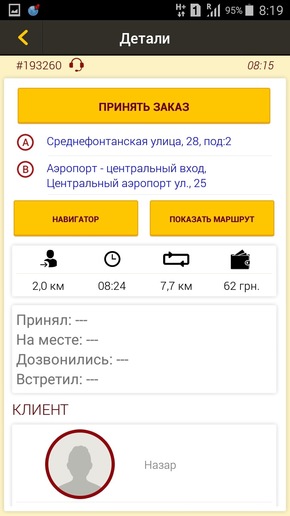 H+ 1 R 95% 8:19
Детали
#193260 08:15
ПРИНЯТЬ ЗАКАЗ
A Среднефонтанская улица, 28, под:2
B Аэропорт - центральный вход,
Центральный аэропорт ул., 25
НАВИГАТОР ПОКАЗАТЬ МАРШРУТ
2,0 км 08:24 7,7 км 62 грн.
Принял: ---
На месте: ---
Дозвонились: ---
Встретил: ---
КЛИЕНТ
Назар